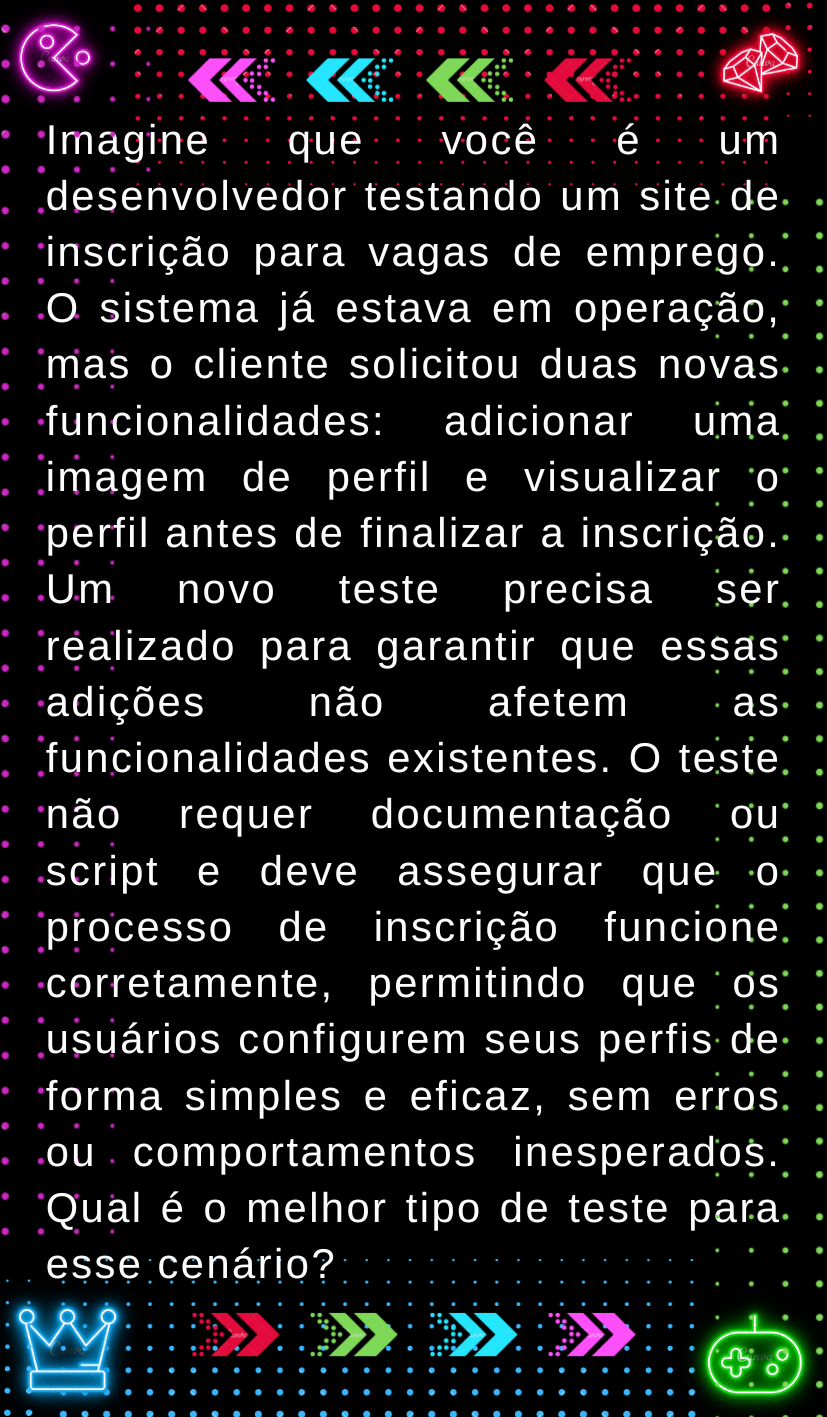 Imagine que você é um
desenvolvedor testando um site de
inscrição para vagas de emprego.
O sistema já estava em operação,
mas o cliente solicitou duas novas
funcionalidades: adicionar uma
imagem de perfil e visualizar o
perfil antes de finalizar a inscrição.
Um novo teste precisa ser
realizado para garantir que essas
adições não afetem as
funcionalidades existentes. O teste
não requer documentação ou
script e deve assegurar que o
processo de inscrição funcione
corretamente, permitindo que os
usuários configurem seus perfis de
forma simples e eficaz, sem erros
ou comportamentos inesperados.
Qual é o melhor tipo de teste para
esse cenário?